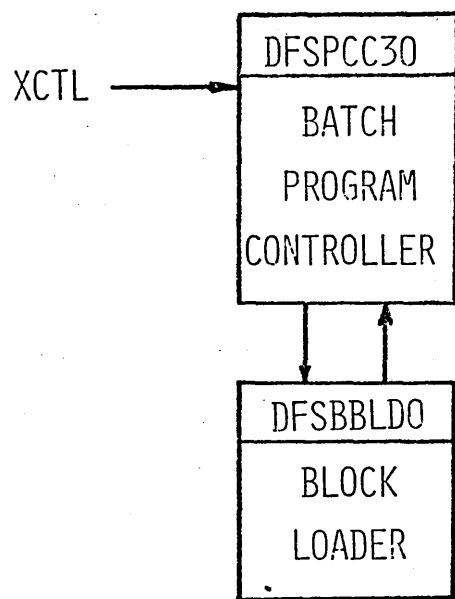 DFSPCC30
XCTL
BATCH
PROGRAM
CONTROLLER
DFSBBLD0
BLOCK
LOADER